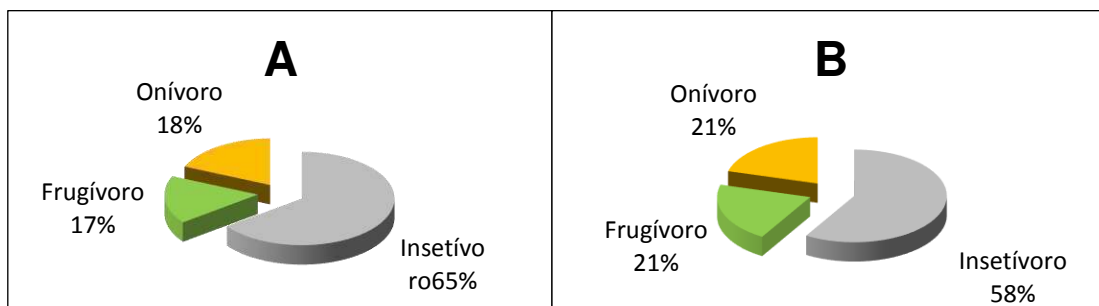 A
Onívoro
18%
Frugívoro
17%
Insetívo
ro65%
B
Onívoro
21%
Frugívoro
21%
Insetívoro
58%